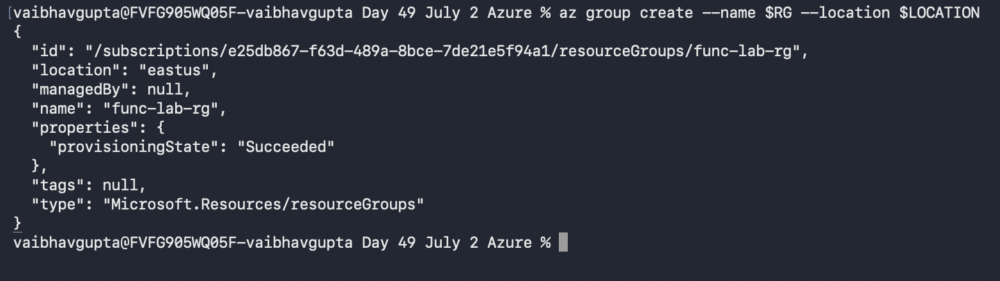 [vaibhavgupta@FVFG905WQ05F-vaibhavgupta Day 49 July 2 Azure % az group create --name $RG --location $LOCATION
{
  "id": "/subscriptions/e25db867-f63d-489a-8bce-7de21e5f94a1/resourceGroups/func-lab-rg",
  "location": "eastus",
  "managedBy": null,
  "name": "func-lab-rg",
  "properties": {
    "provisioningState": "Succeeded"
  },
  "tags": null,
  "type": "Microsoft.Resources/resourceGroups"
}
vaibhavgupta@FVFG905WQ05F-vaibhavgupta Day 49 July 2 Azure %